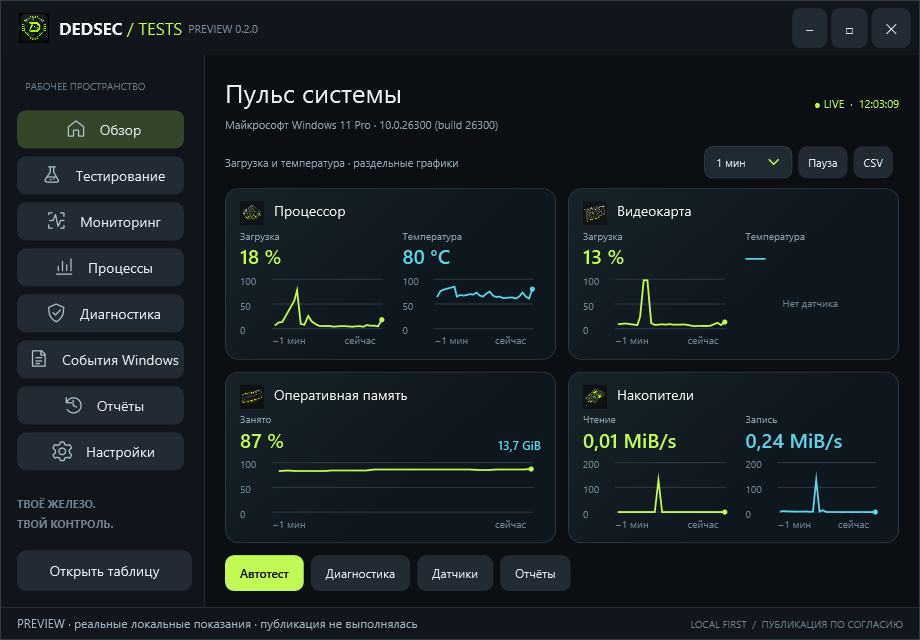 DEDSEC / TESTS PREVIEW 0.2.0
РАБОЧЕЕ ПРОСТРАНСТВО
Обзор
Тестирование
Мониторинг
Процессы
Диагностика
События Windows
Отчёты
Настройки
ТВОЁ ЖЕЛЕЗО.
ТВОЙ КОНТРОЛЬ.
Открыть таблицу
Пульс системы
Майкрософт Windows 11 Pro · 10.0.26300 (build 26300)
● LIVE · 12:03:09
Загрузка и температура · раздельные графики
1 мин
Пауза
CSV
Процессор
Загрузка
18 %
100
50
0
−1 мин
сейчас
Температура
80 °C
100
50
0
−1 мин
сейчас
Видеокарта
Загрузка
13 %
100
50
0
−1 мин
сейчас
Температура
—
Нет датчика
Оперативная память
Занято
87 %
13,7 GiB
100
50
0
−1 мин
сейчас
Накопители
Чтение
0,01 MiB/s
200
100
0
−1 мин
сейчас
Запись
0,24 MiB/s
200
100
0
−1 мин
сейчас
Автотест
Диагностика
Датчики
Отчёты
PREVIEW · реальные локальные показания · публикация не выполнялась
LOCAL FIRST / ПУБЛИКАЦИЯ ПО СОГЛАСИЮ